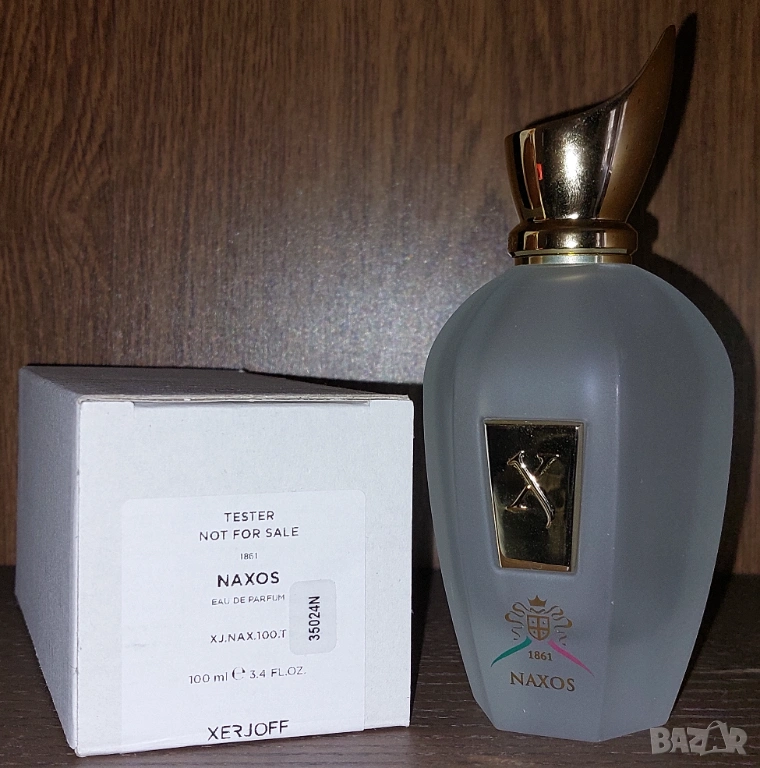 TESTER
NOT FOR SALE
1861
NAXOS
EAU DE PARFUM
35024N
XJ.NAX.100.T
100 ml ℮ 3.4 FL.OZ.
XERJOFF
X
1861
NAXOS
BAZAR